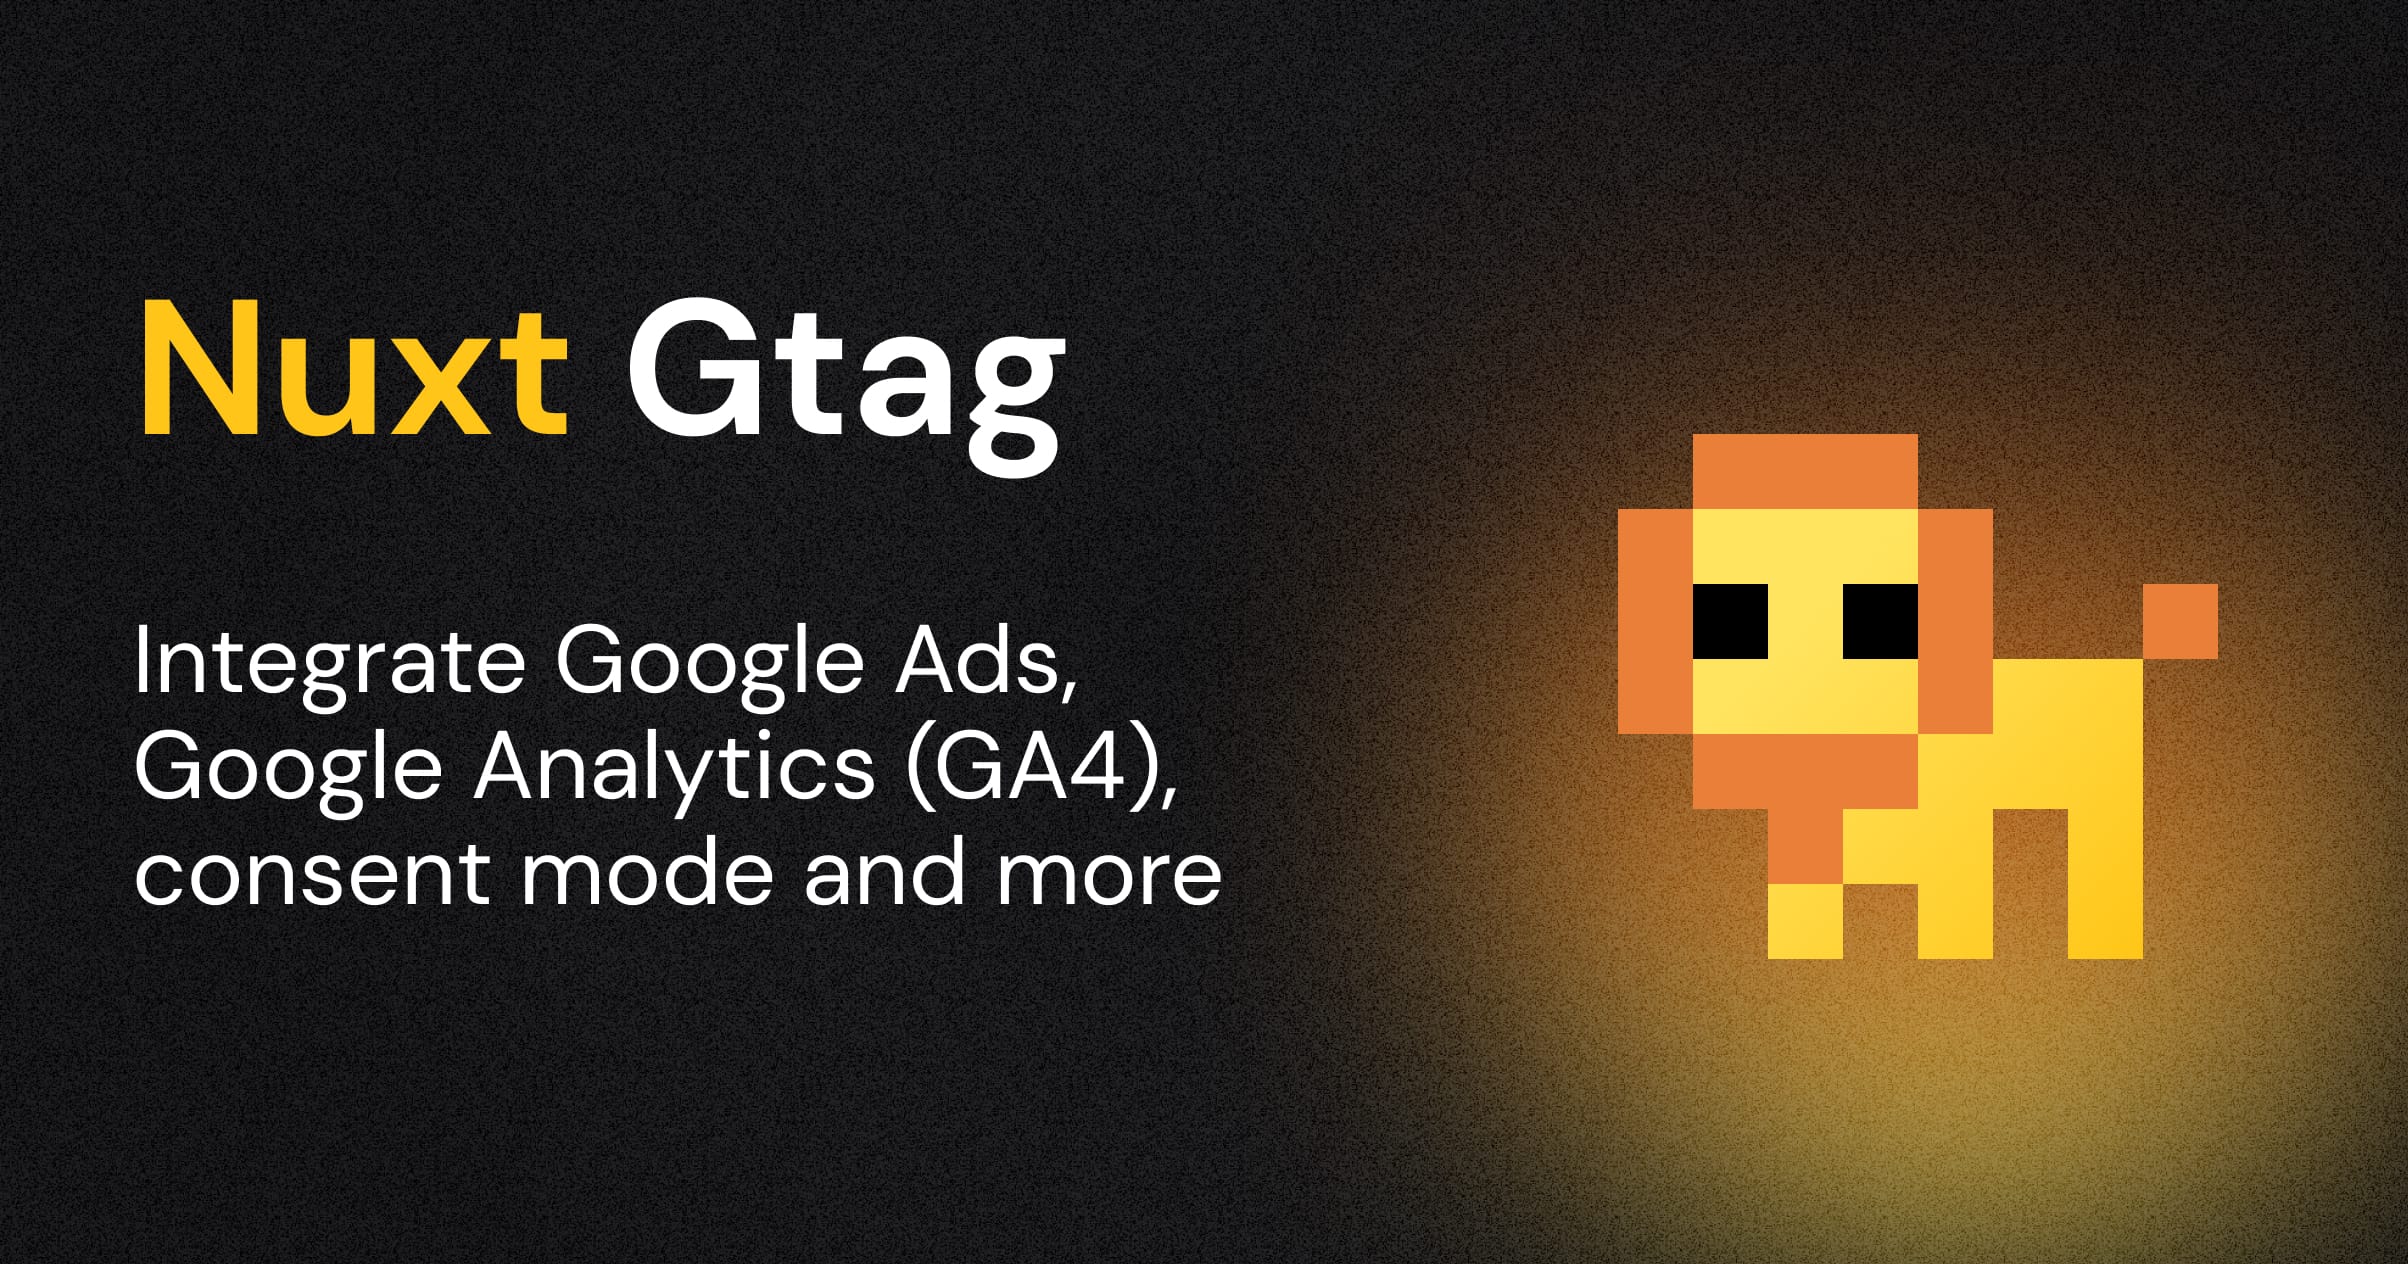 Nuxt Gtag
Integrate Google Ads,
Google Analytics (GA4),
consent mode and more